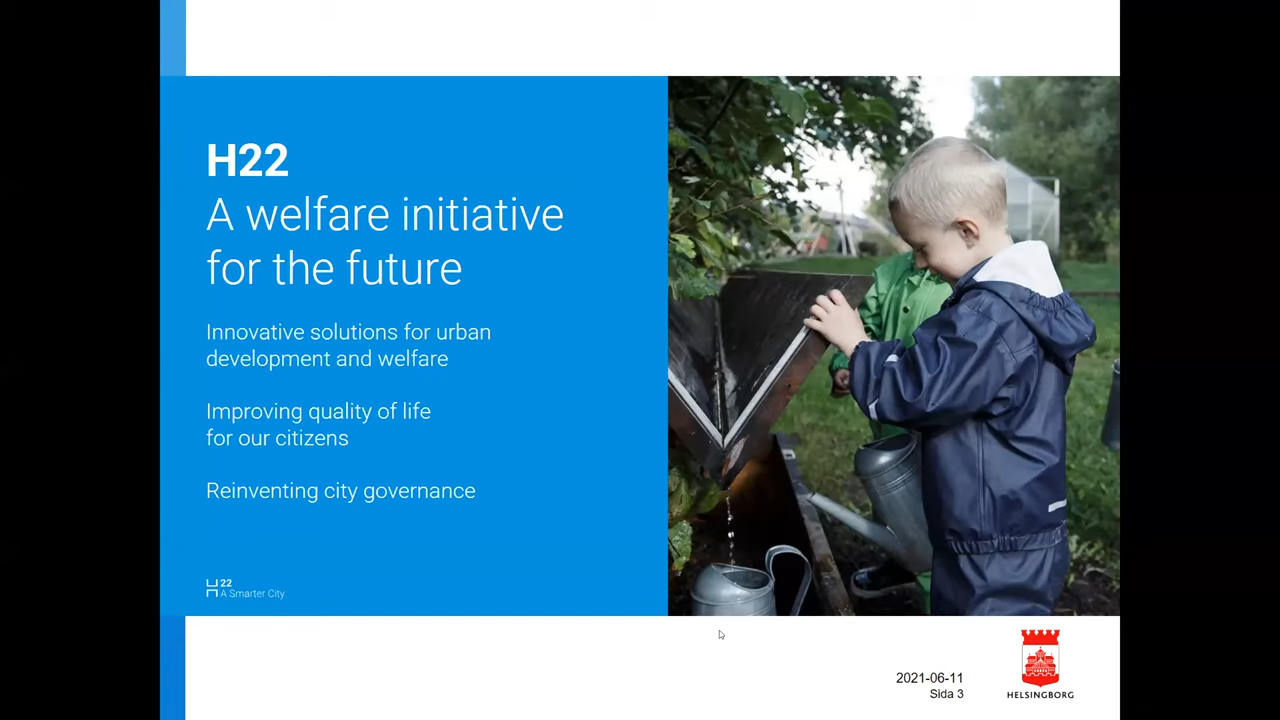 H22
A welfare initiative
for the future
Innovative solutions for urban
development and welfare
Improving quality of life
for our citizens
Reinventing city governance
22
A Smarter City
2021-06-11
Sida 3
HELSINGBORG